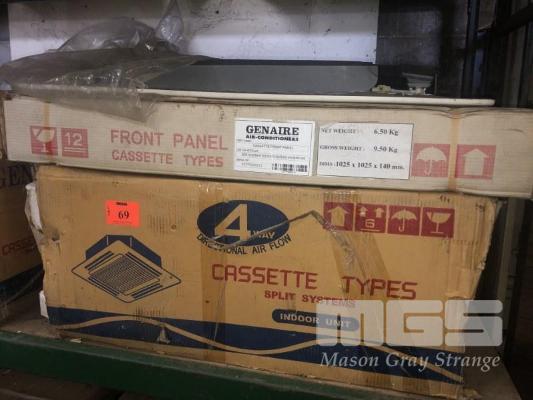 GENAIRE
AIR-CONDITIONERS
12
FRONT PANEL
CASSETTE TYPES
NET WEIGHT : 6.50 Kg
GROSS WEIGHT : 9.50 Kg
DIMS : 1025 x 1025 x 140 mm.
69
4 WAY
DIRECTIONAL AIR FLOW
6
CASSETTE TYPES
SPLIT SYSTEMS
INDOOR UNIT
MGS
Mason Gray Strange